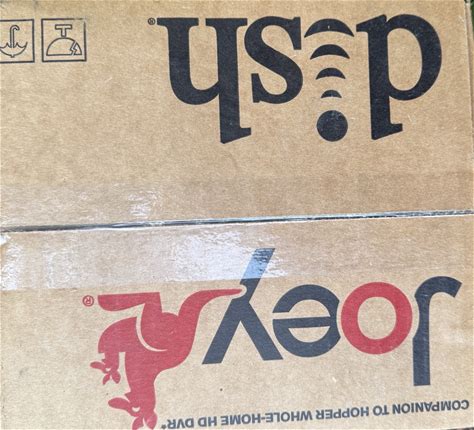 COMPANION TO HOPPER WHOLE-HOME HD DVR®
Joey®
dish®